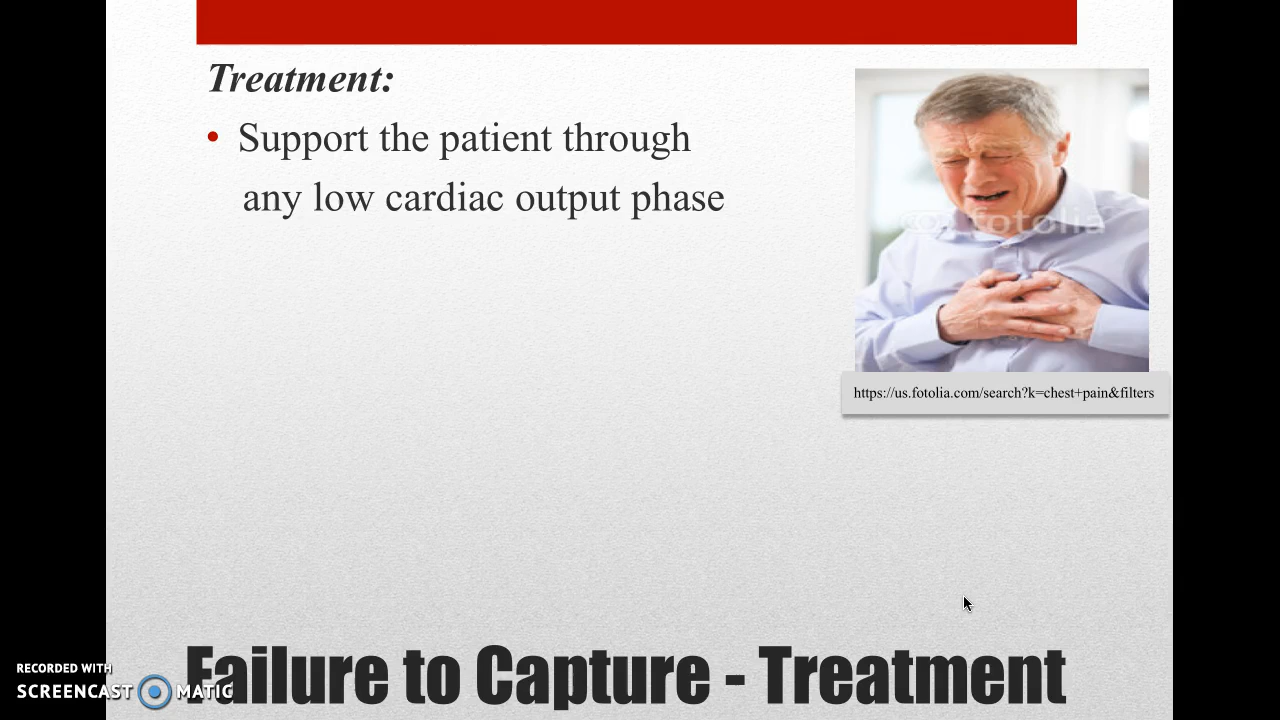 Treatment:
• Support the patient through
any low cardiac output phase
fotolia
https://us.fotolia.com/search?k=chest+pain&filters
Failure to Capture - Treatment
RECORDED WITH
SCREENCAST MATIC